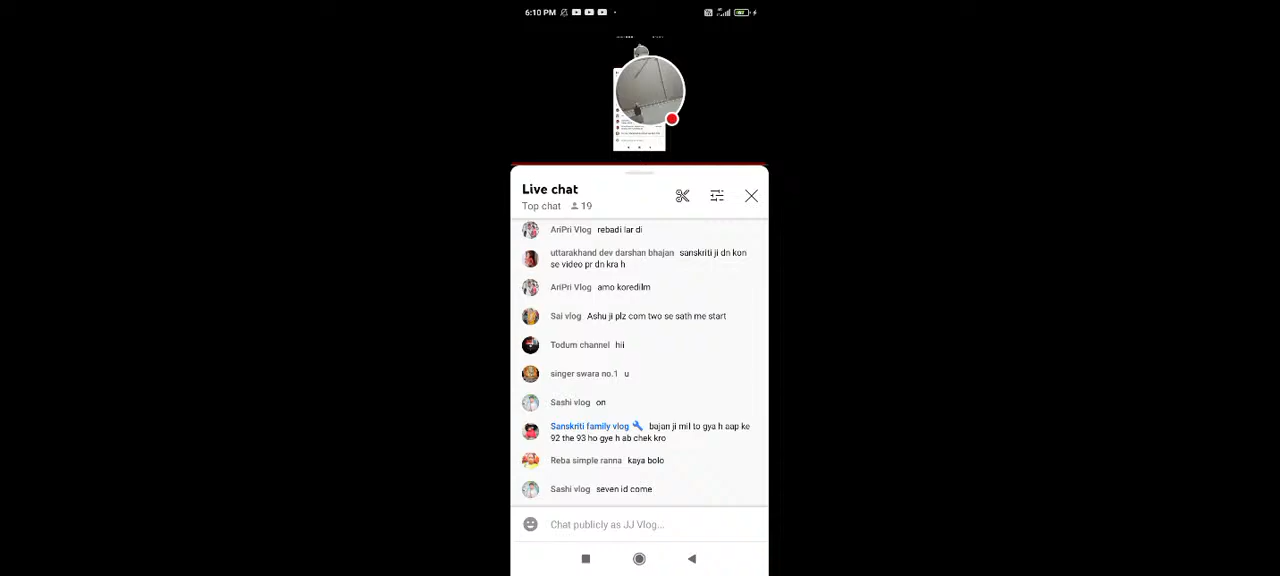 6:10 PM
Live chat
Top chat 19
AriPri Vlog rebadi lar di
uttarakhand dev darshan bhajan sanskriti ji dn kon
se video pr dn kra h
AriPri Vlog amo koredilm
Sai vlog Ashu ji plz com two se sath me start
Todum channel hii
singer swara no.1 u
Sashi vlog on
Sanskriti family vlog bajan ji mil to gya h aap ke
92 the 93 ho gye h ab chek kro
Reba simple ranna kaya bolo
Sashi vlog seven id come
Chat publicly as JJ Vlog...